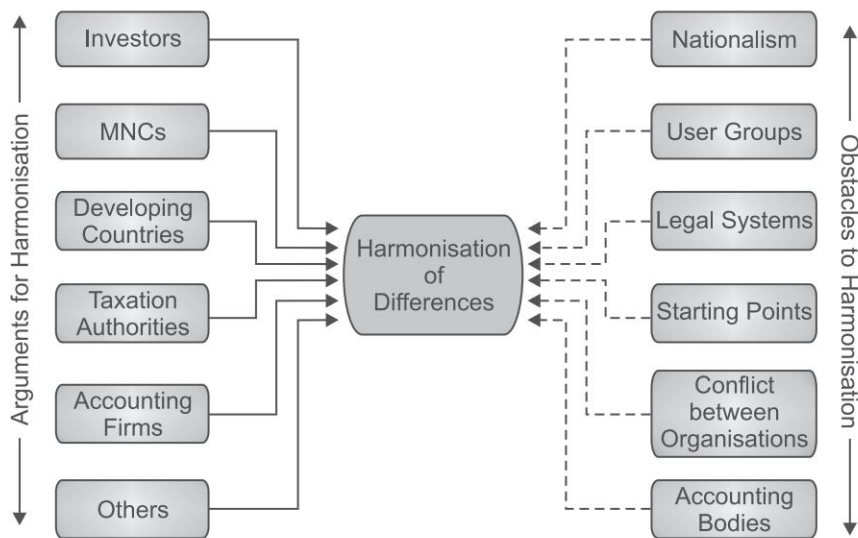 Arguments for Harmonisation
Investors
MNCs
Developing
Countries
Taxation
Authorities
Accounting
Firms
Others
Harmonisation
of
Differences
Nationalism
User Groups
Legal Systems
Starting Points
Conflict
between
Organisations
Accounting
Bodies
Obstacles to Harmonisation